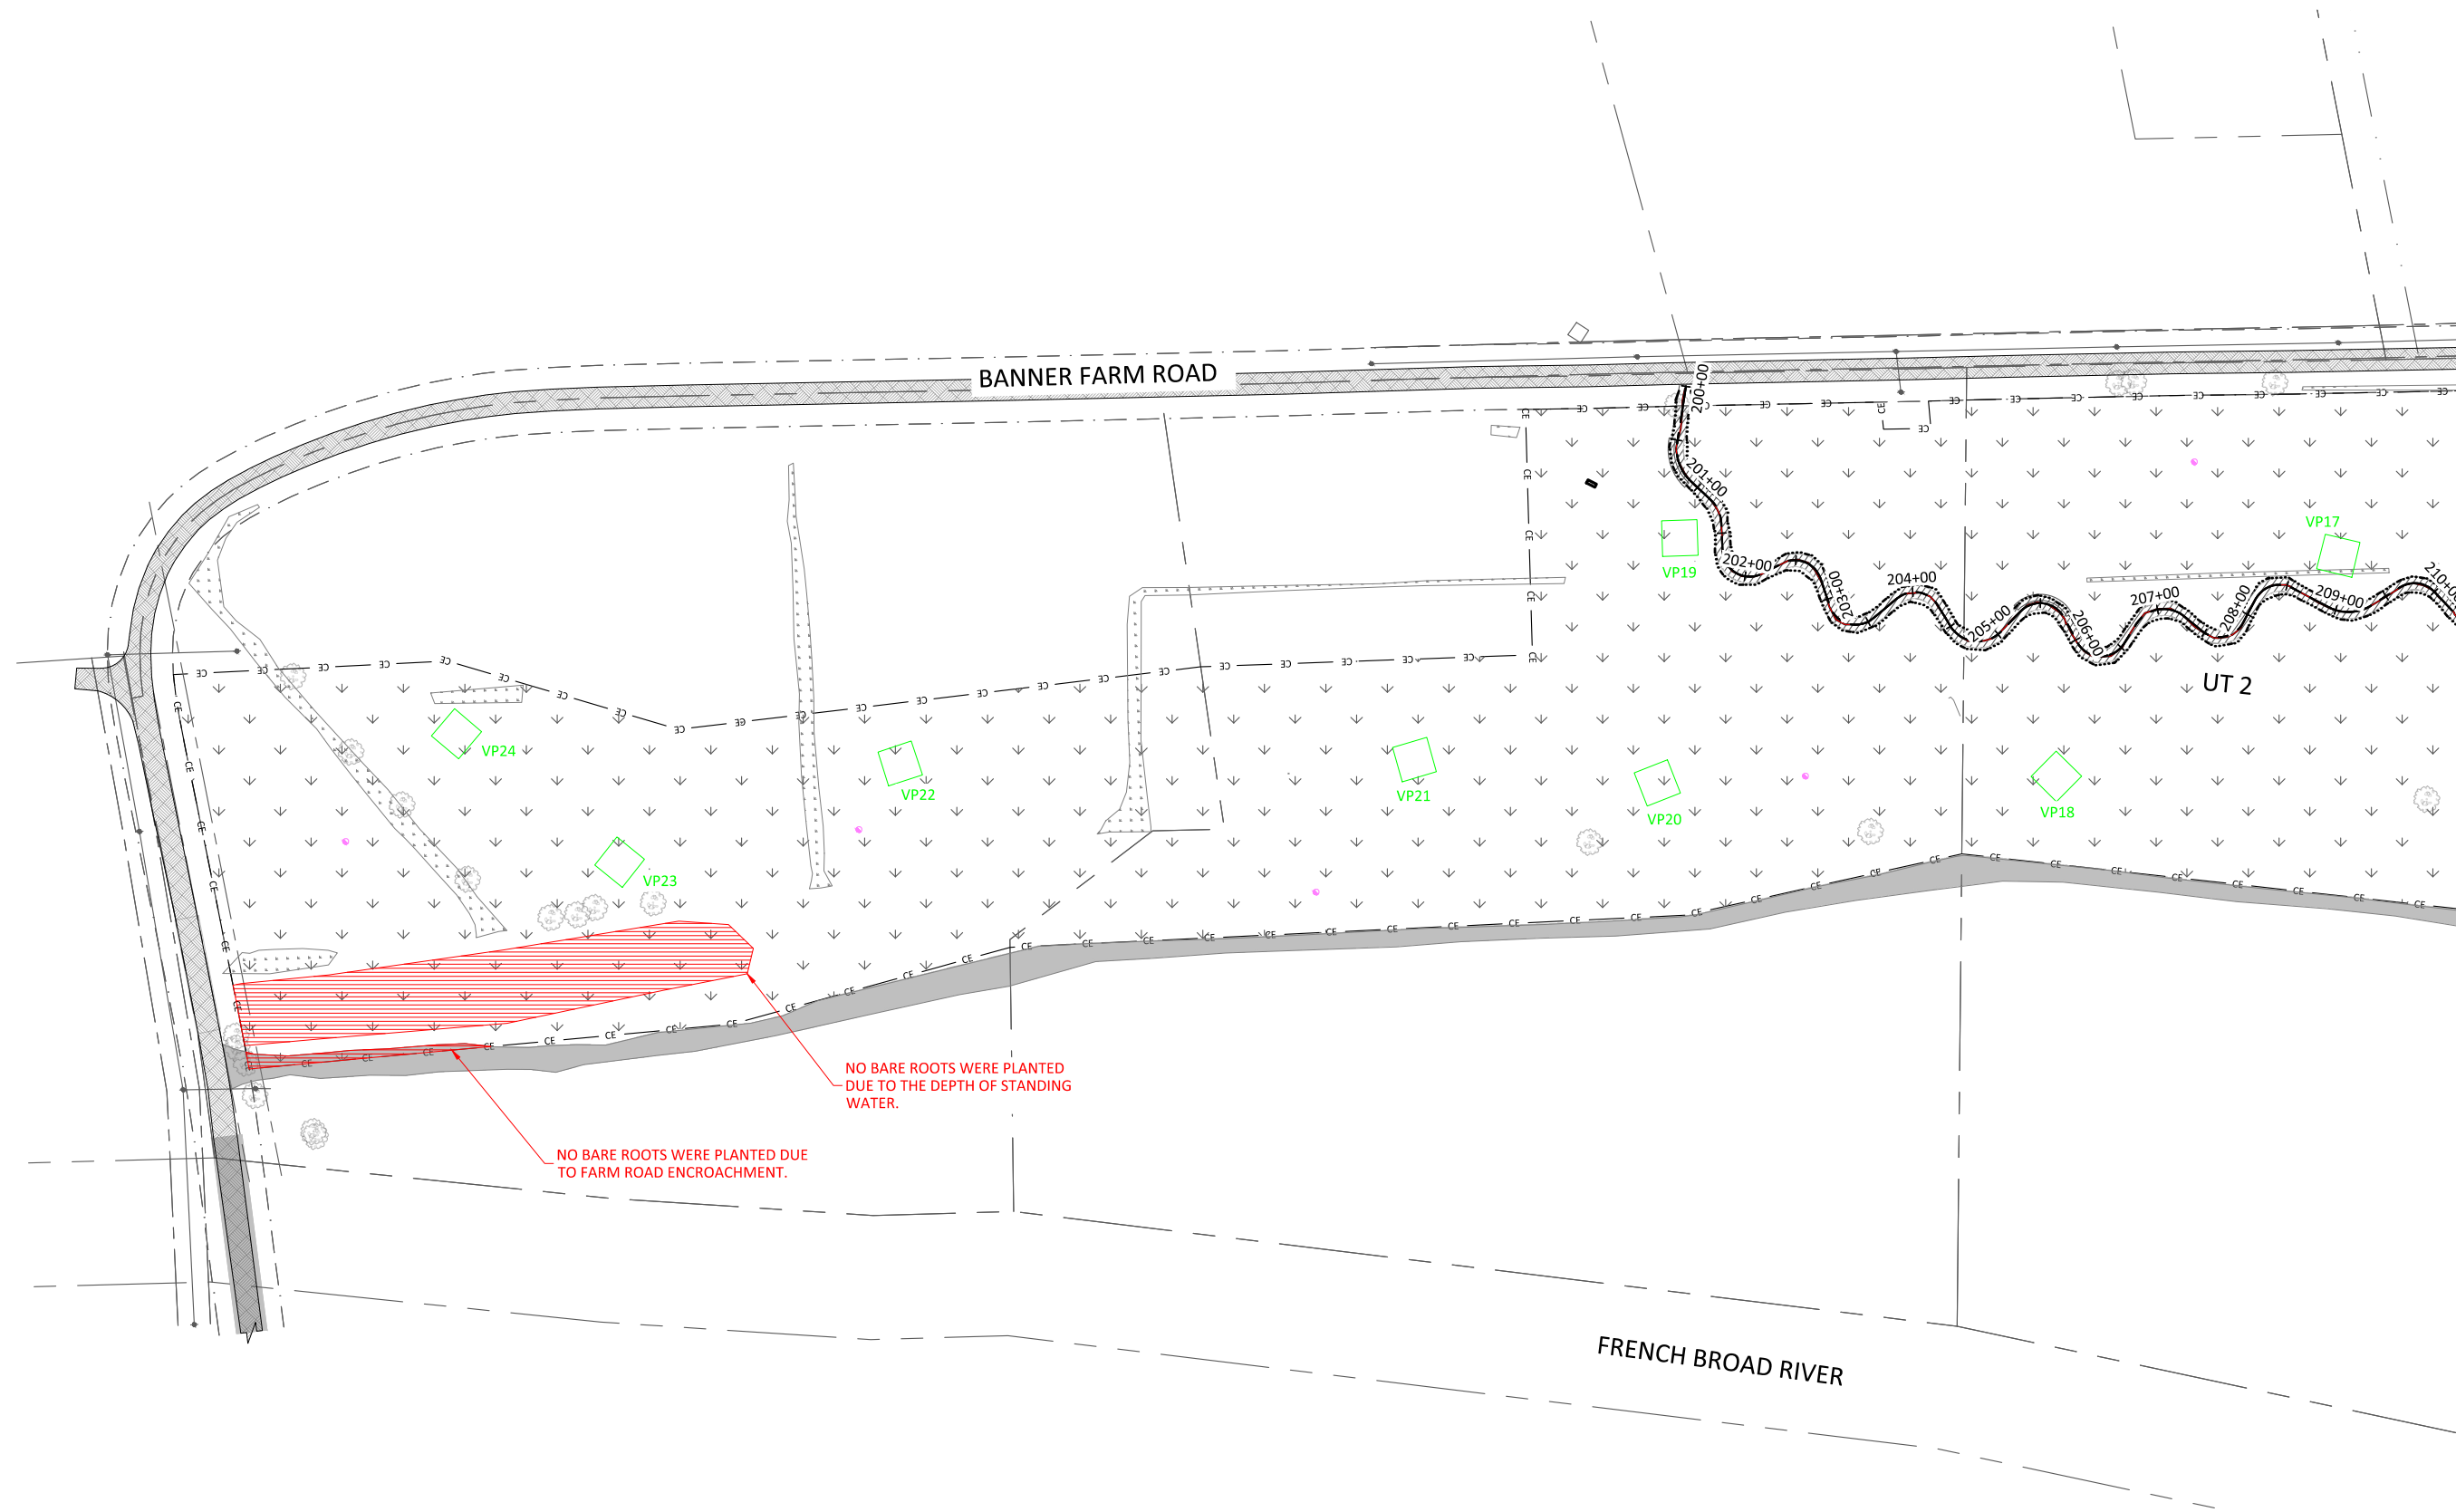 BANNER FARM ROAD
200+00
201+00
202+00
203+00
204+00
205+00
206+00
207+00
208+00
209+00
210+00
UT 2
VP17
VP19
VP24
VP22
VP21
VP20
VP18
VP23
CE
NO BARE ROOTS WERE PLANTED
DUE TO THE DEPTH OF STANDING
WATER.
NO BARE ROOTS WERE PLANTED DUE
TO FARM ROAD ENCROACHMENT.
FRENCH BROAD RIVER